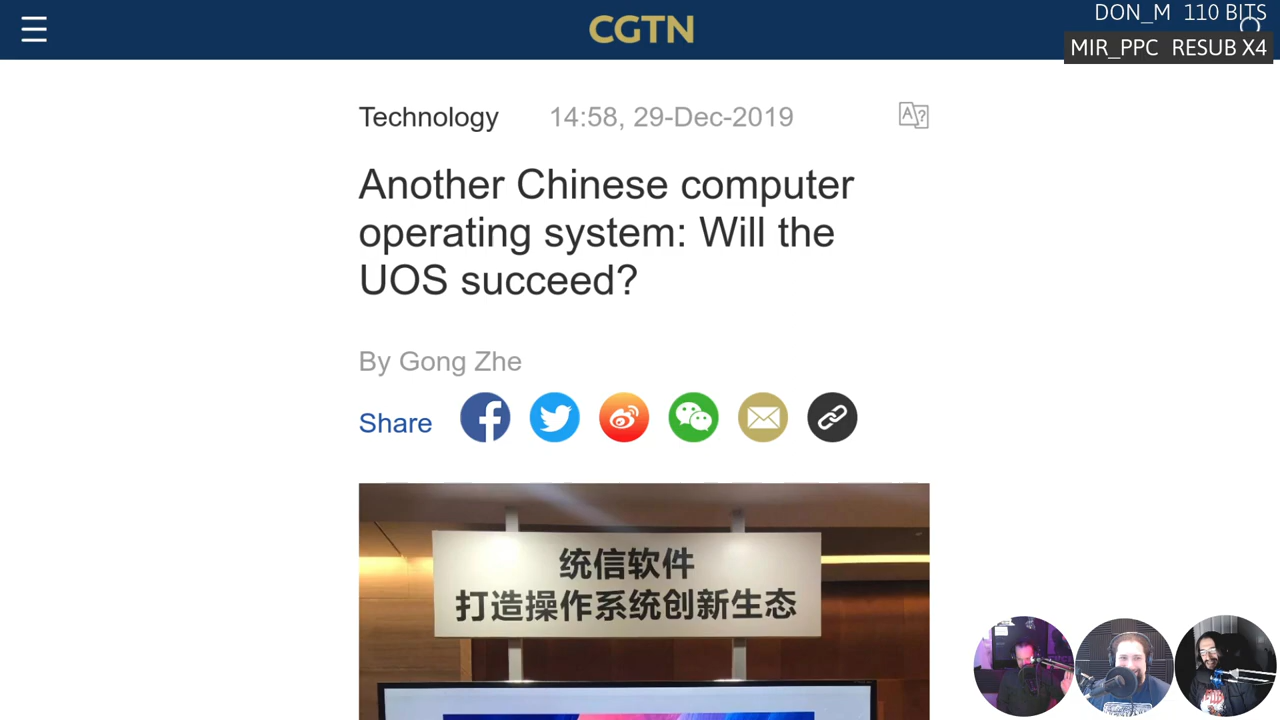 CGTN
DON_M 110 BITS
MIR_PPC RESUB X4
Technology 14:58, 29-Dec-2019
Another Chinese computer
operating system: Will the
UOS succeed?
By Gong Zhe
Share
统信软件
打造操作系统创新生态